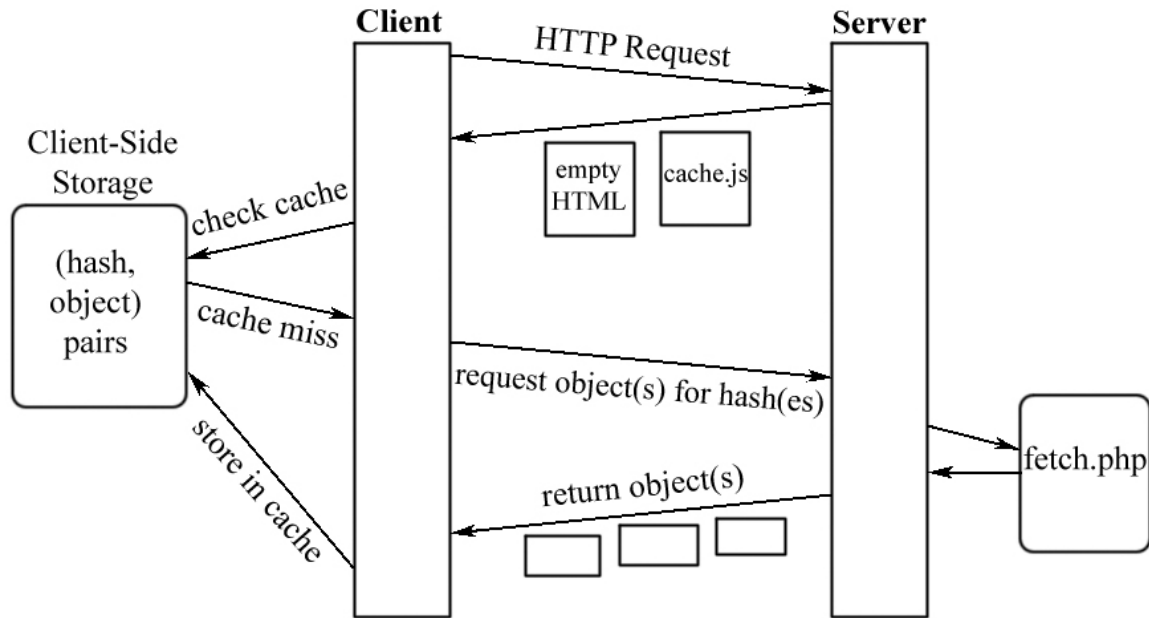 Client
Server
HTTP Request
empty
HTML
cache.js
Client-Side
Storage
check cache
(hash,
object)
pairs
cache miss
request object(s) for hash(es)
fetch.php
return object(s)
store in cache